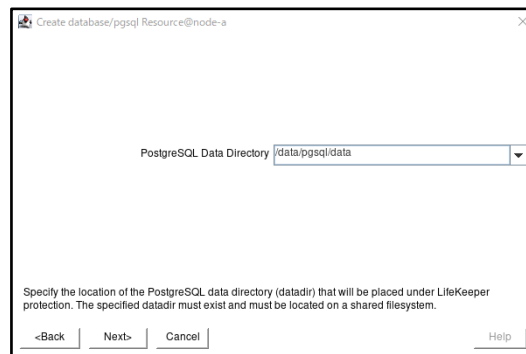 Create database/pgsql Resource@node-a
PostgreSQL Data Directory /data/pgsql/data
Specify the location of the PostgreSQL data directory (datadir) that will be placed under LifeKeeper
protection. The specified datadir must exist and must be located on a shared filesystem.
<Back Next> Cancel Help